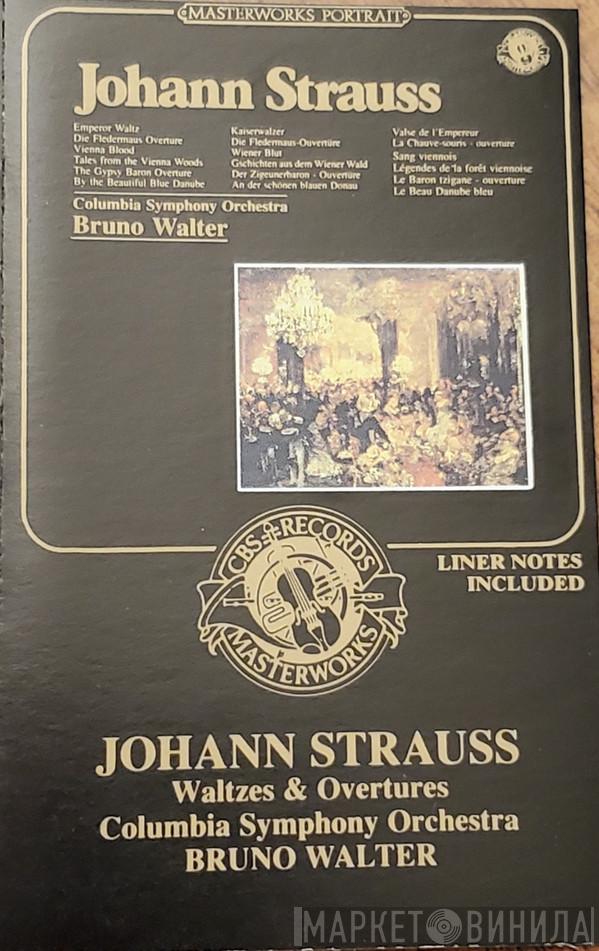 MASTERWORKS PORTRAIT
Johann Strauss
Emperor Waltz
Die Fledermaus Overture
Vienna Blood
Tales from the Vienna Woods
The Gypsy Baron Overture
By the Beautiful Blue Danube
Kaiserwalzer
Die Fledermaus-Ouvertüre
Wiener Blut
Gschichten aus dem Wiener Wald
Der Zigeunerbaron - Ouvertüre
An der schönen blauen Donau
Valse de l'Empereur
La Chauve-souris - ouverture
Sang viennois
Légendes de la forêt viennoise
Le Baron tzigane - ouverture
Le Beau Danube bleu
Columbia Symphony Orchestra
Bruno Walter
CBS RECORDS
MASTERWORKS
LINER NOTES
INCLUDED
JOHANN STRAUSS
Waltzes & Overtures
Columbia Symphony Orchestra
BRUNO WALTER
МАРКЕТ ВИНИЛА